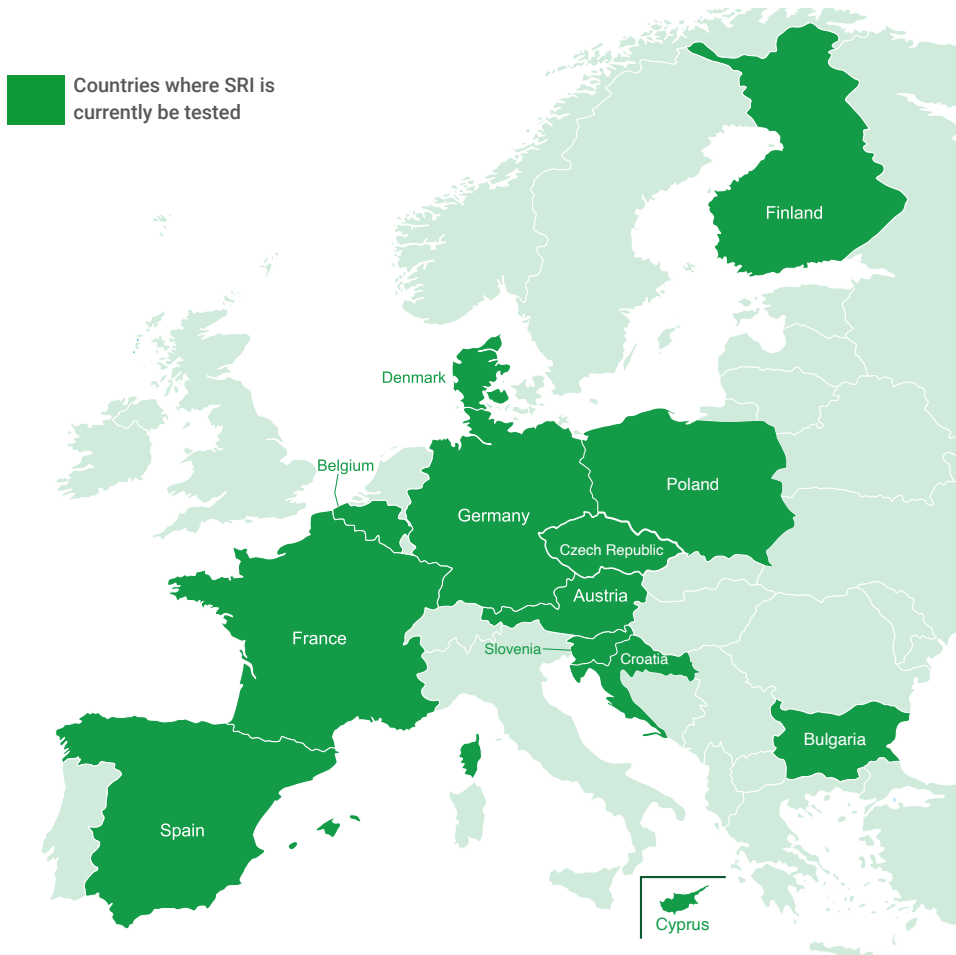 Countries where SRI is
currently be tested
Finland
Denmark
Belgium
Poland
Germany
Czech Republic
Austria
France
Slovenia
Croatia
Bulgaria
Spain
Cyprus